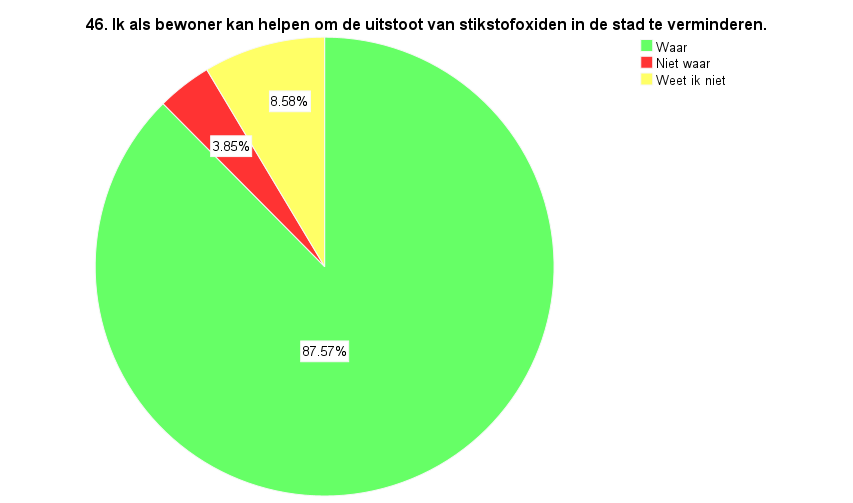 46. Ik als bewoner kan helpen om de uitstoot van stikstofoxiden in de stad te verminderen.
Waar
Niet waar
Weet ik niet
8.58%
3.85%
87.57%